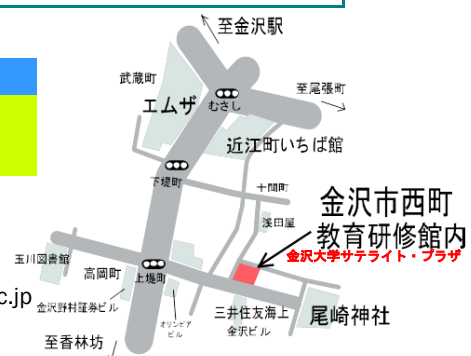 至金沢駅
武蔵町
エムザ
むさし
至尾張町
近江町いちば館
下堤町
十間町
金沢市西町
教育研修館内
金沢大学サテライト・プラザ
浅田屋
玉川図書館
高岡町
上堤町
c.jp
金沢野村証券ビル
オリンピア
ビル
三井住友海上
金沢ビル
尾崎神社
至香林坊